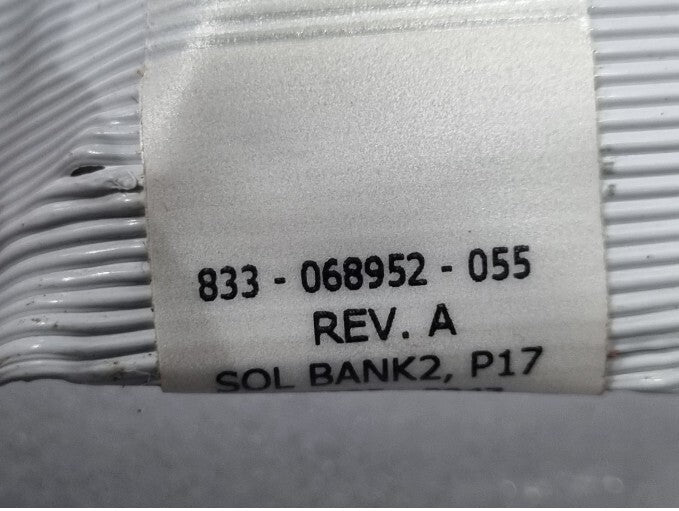 833 - 068952 - 055
REV. A
SOL BANK2, P17